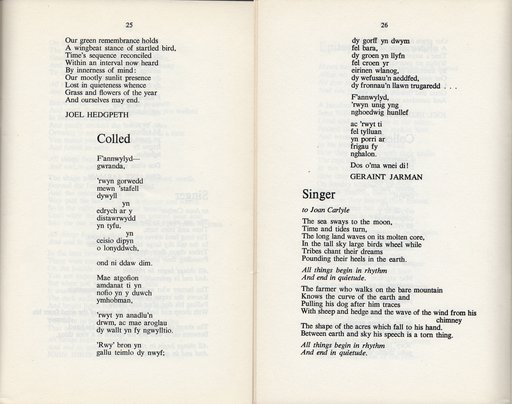 25
Our green remembrance holds
A wingbeat stance of startled bird,
Time's sequence reconciled
Within an interval now heard
By innerness of mind:
Our mostly sunlit presence
Lost in quieteness whence
Grass and flowers of the year
And ourselves may end.
JOEL HEDGPETH
Colled
F'annwylyd—
gwranda,
'rwyn gorwedd
mewn 'stafell
dywyll
yn
edrych ar y
distawrwydd
yn tyfu.
yn
ceisio dipyn
o lonyddwch,
ond ni ddaw dim.
Mae atgofion
amdanat ti yn
nofio yn y duwch
ymhobman,
'rwyt yn anadlu'n
drwm, ac mae aroglau
dy wallt yn fy ngwylltio.
'Rwy' bron yn
gallu teimlo dy nwyf;
26
dy gorff yn dwym
fel bara,
dy groen yn llyfn
fel croen yr
eirinen wlanog,
dy wefusau'n aeddfed,
dy fronnau'n llawn trugaredd . . .
F'annwylyd,
'rwyn unig yng
nghoedwig hunllef
ac 'rwyt ti
fel tylluan
yn porri ar
frigau fy
nghalon.
Dos o'ma wnei di!
GERAINT JARMAN
Singer
to Joan Carlyle
The sea sways to the moon,
Time and tides turn,
The long land waves on its molten core,
In the tall sky large birds wheel while
Tribes chant their dreams
Pounding their heels in the earth.
All things begin in rhythm
And end in quietude.
The farmer who walks on the bare mountain
Knows the curve of the earth and
Pulling his dog after him traces
With sheep and hedge and the wave of the wind from his
chimney
The shape of the acres which fall to his hand.
Between earth and sky his speech is a torn thing.
All things begin in rhythm
And end in quietude.